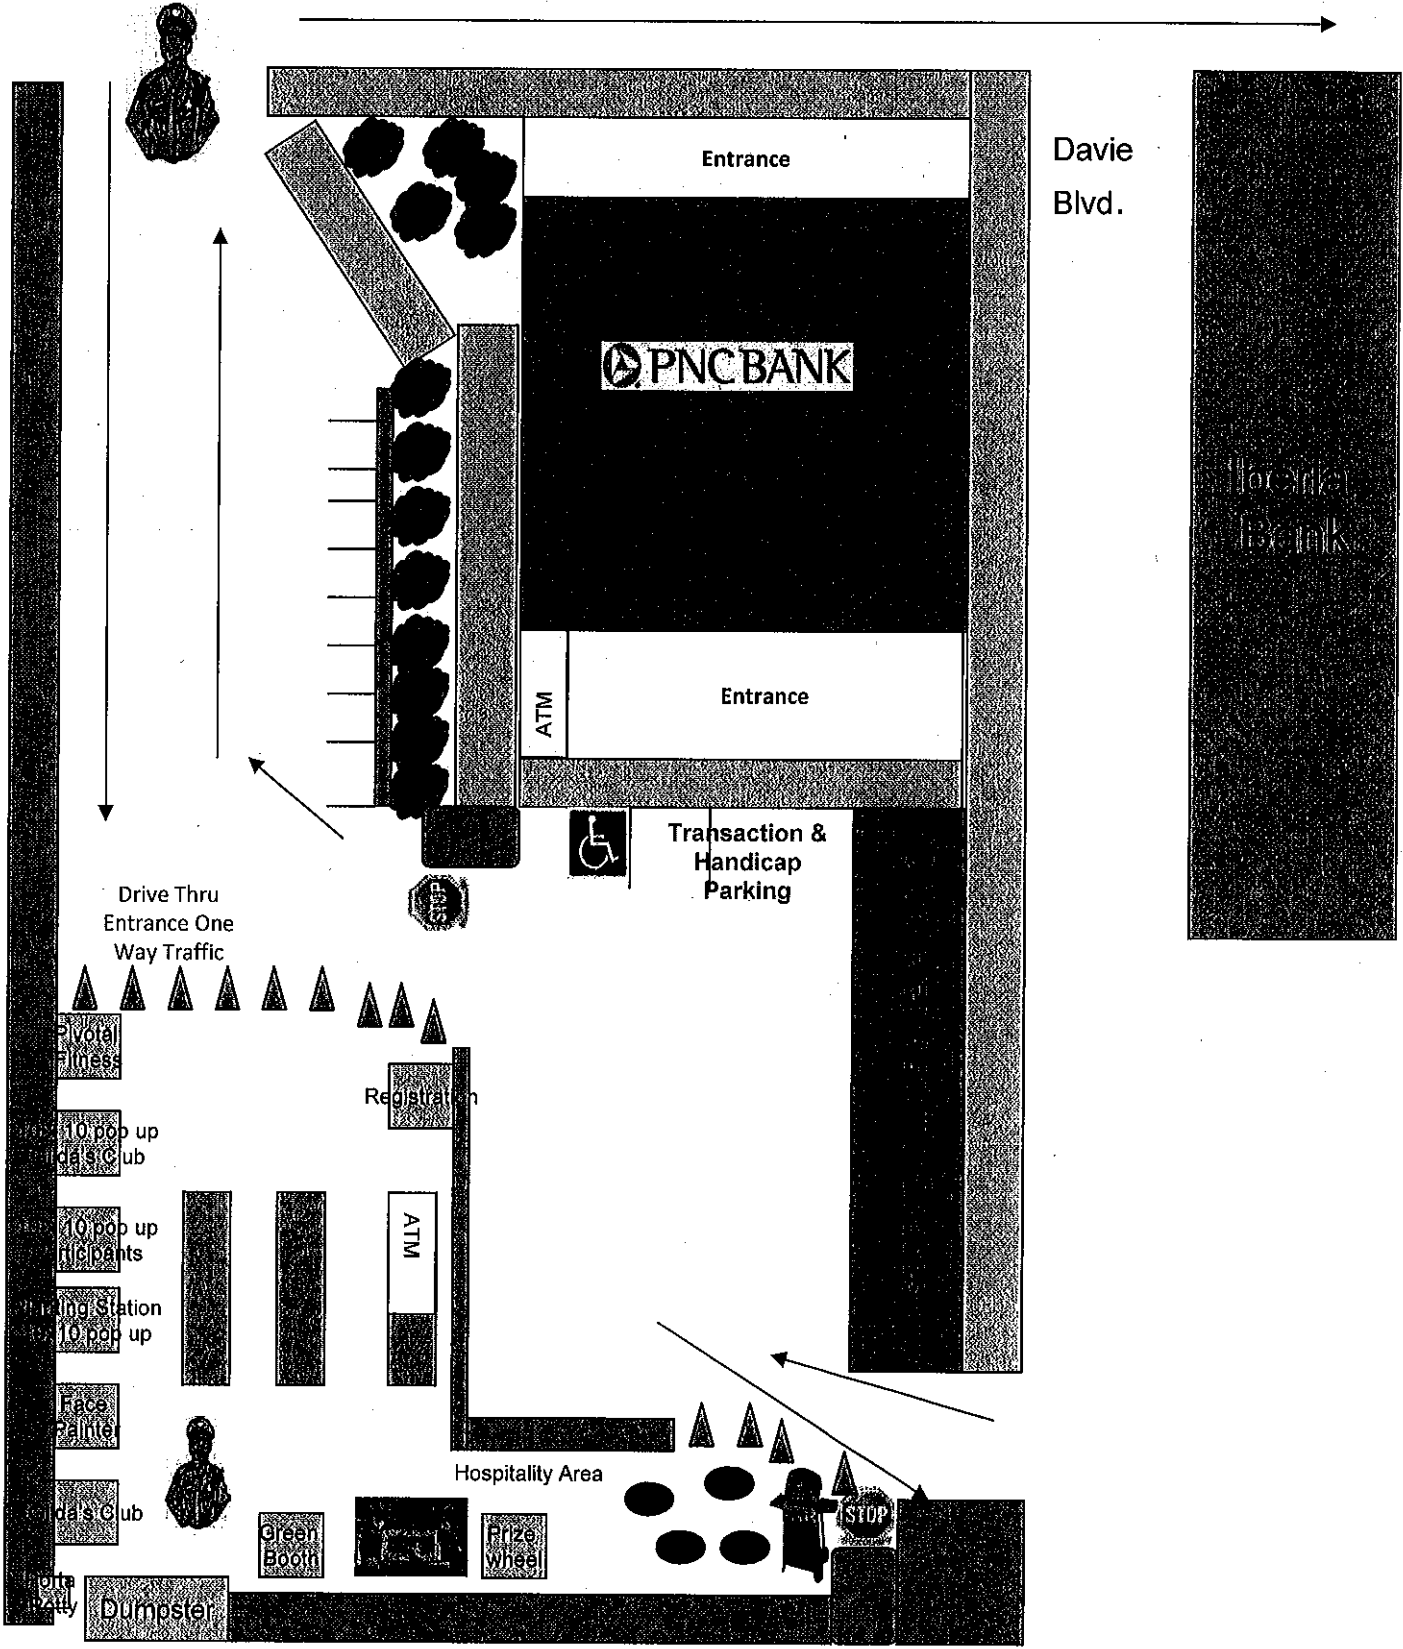 Entrance
Davie
Blvd.
PNCBANK
Iberia
Bank
ATM
Entrance
Transaction &
Handicap
Parking
STOP
Drive Thru
Entrance One
Way Traffic
Pivotal
Fitness
Registration
10 pop up
Club
10 pop up
ATM
Station
10 pop up
Face
Painter
Hospitality Area
Club
Green
Booth
Prize
wheel
STOP
Dumpster